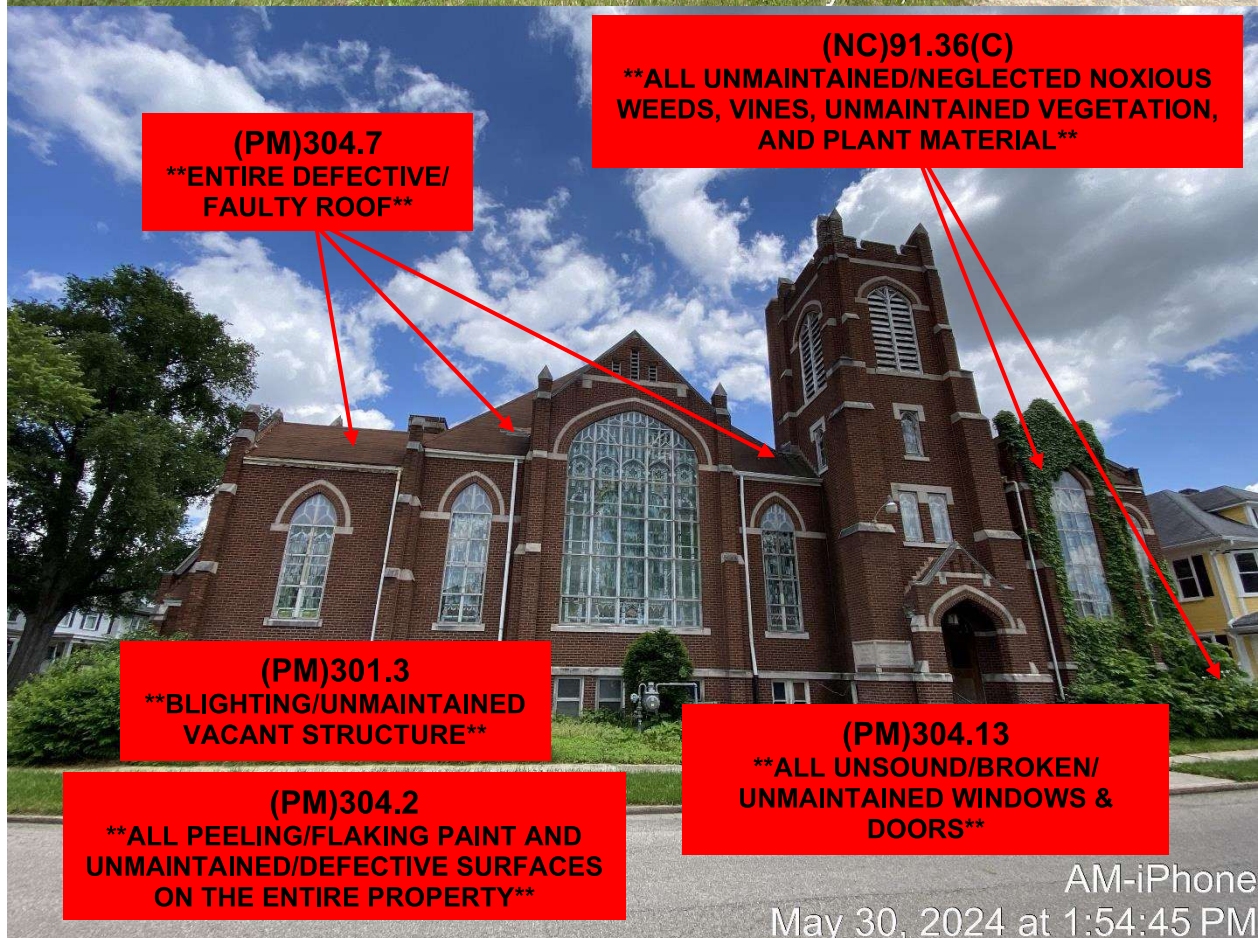 (NC)91.36(C)
**ALL UNMAINTAINED/NEGLECTED NOXIOUS
WEEDS, VINES, UNMAINTAINED VEGETATION,
AND PLANT MATERIAL**
(PM)304.7
**ENTIRE DEFECTIVE/
FAULTY ROOF**
(PM)301.3
**BLIGHTING/UNMAINTAINED
VACANT STRUCTURE**
(PM)304.13
**ALL UNSOUND/BROKEN/
UNMAINTAINED WINDOWS &
DOORS**
(PM)304.2
**ALL PEELING/FLAKING PAINT AND
UNMAINTAINED/DEFECTIVE SURFACES
ON THE ENTIRE PROPERTY**
AM-iPhone
May 30, 2024 at 1:54:45 PM